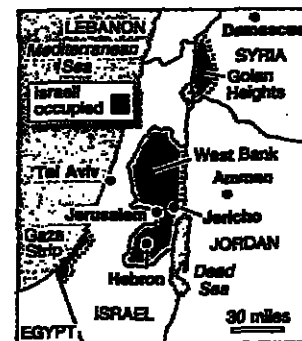 LEBANON
Damascus
Mediterranean
Sea
SYRIA
Golan
Heights
Israeli
occupied
West Bank
Tel Aviv
Amman
Jerusalem
Jericho
Gaza
Strip
JORDAN
Hebron
Dead
Sea
ISRAEL
30 miles
EGYPT